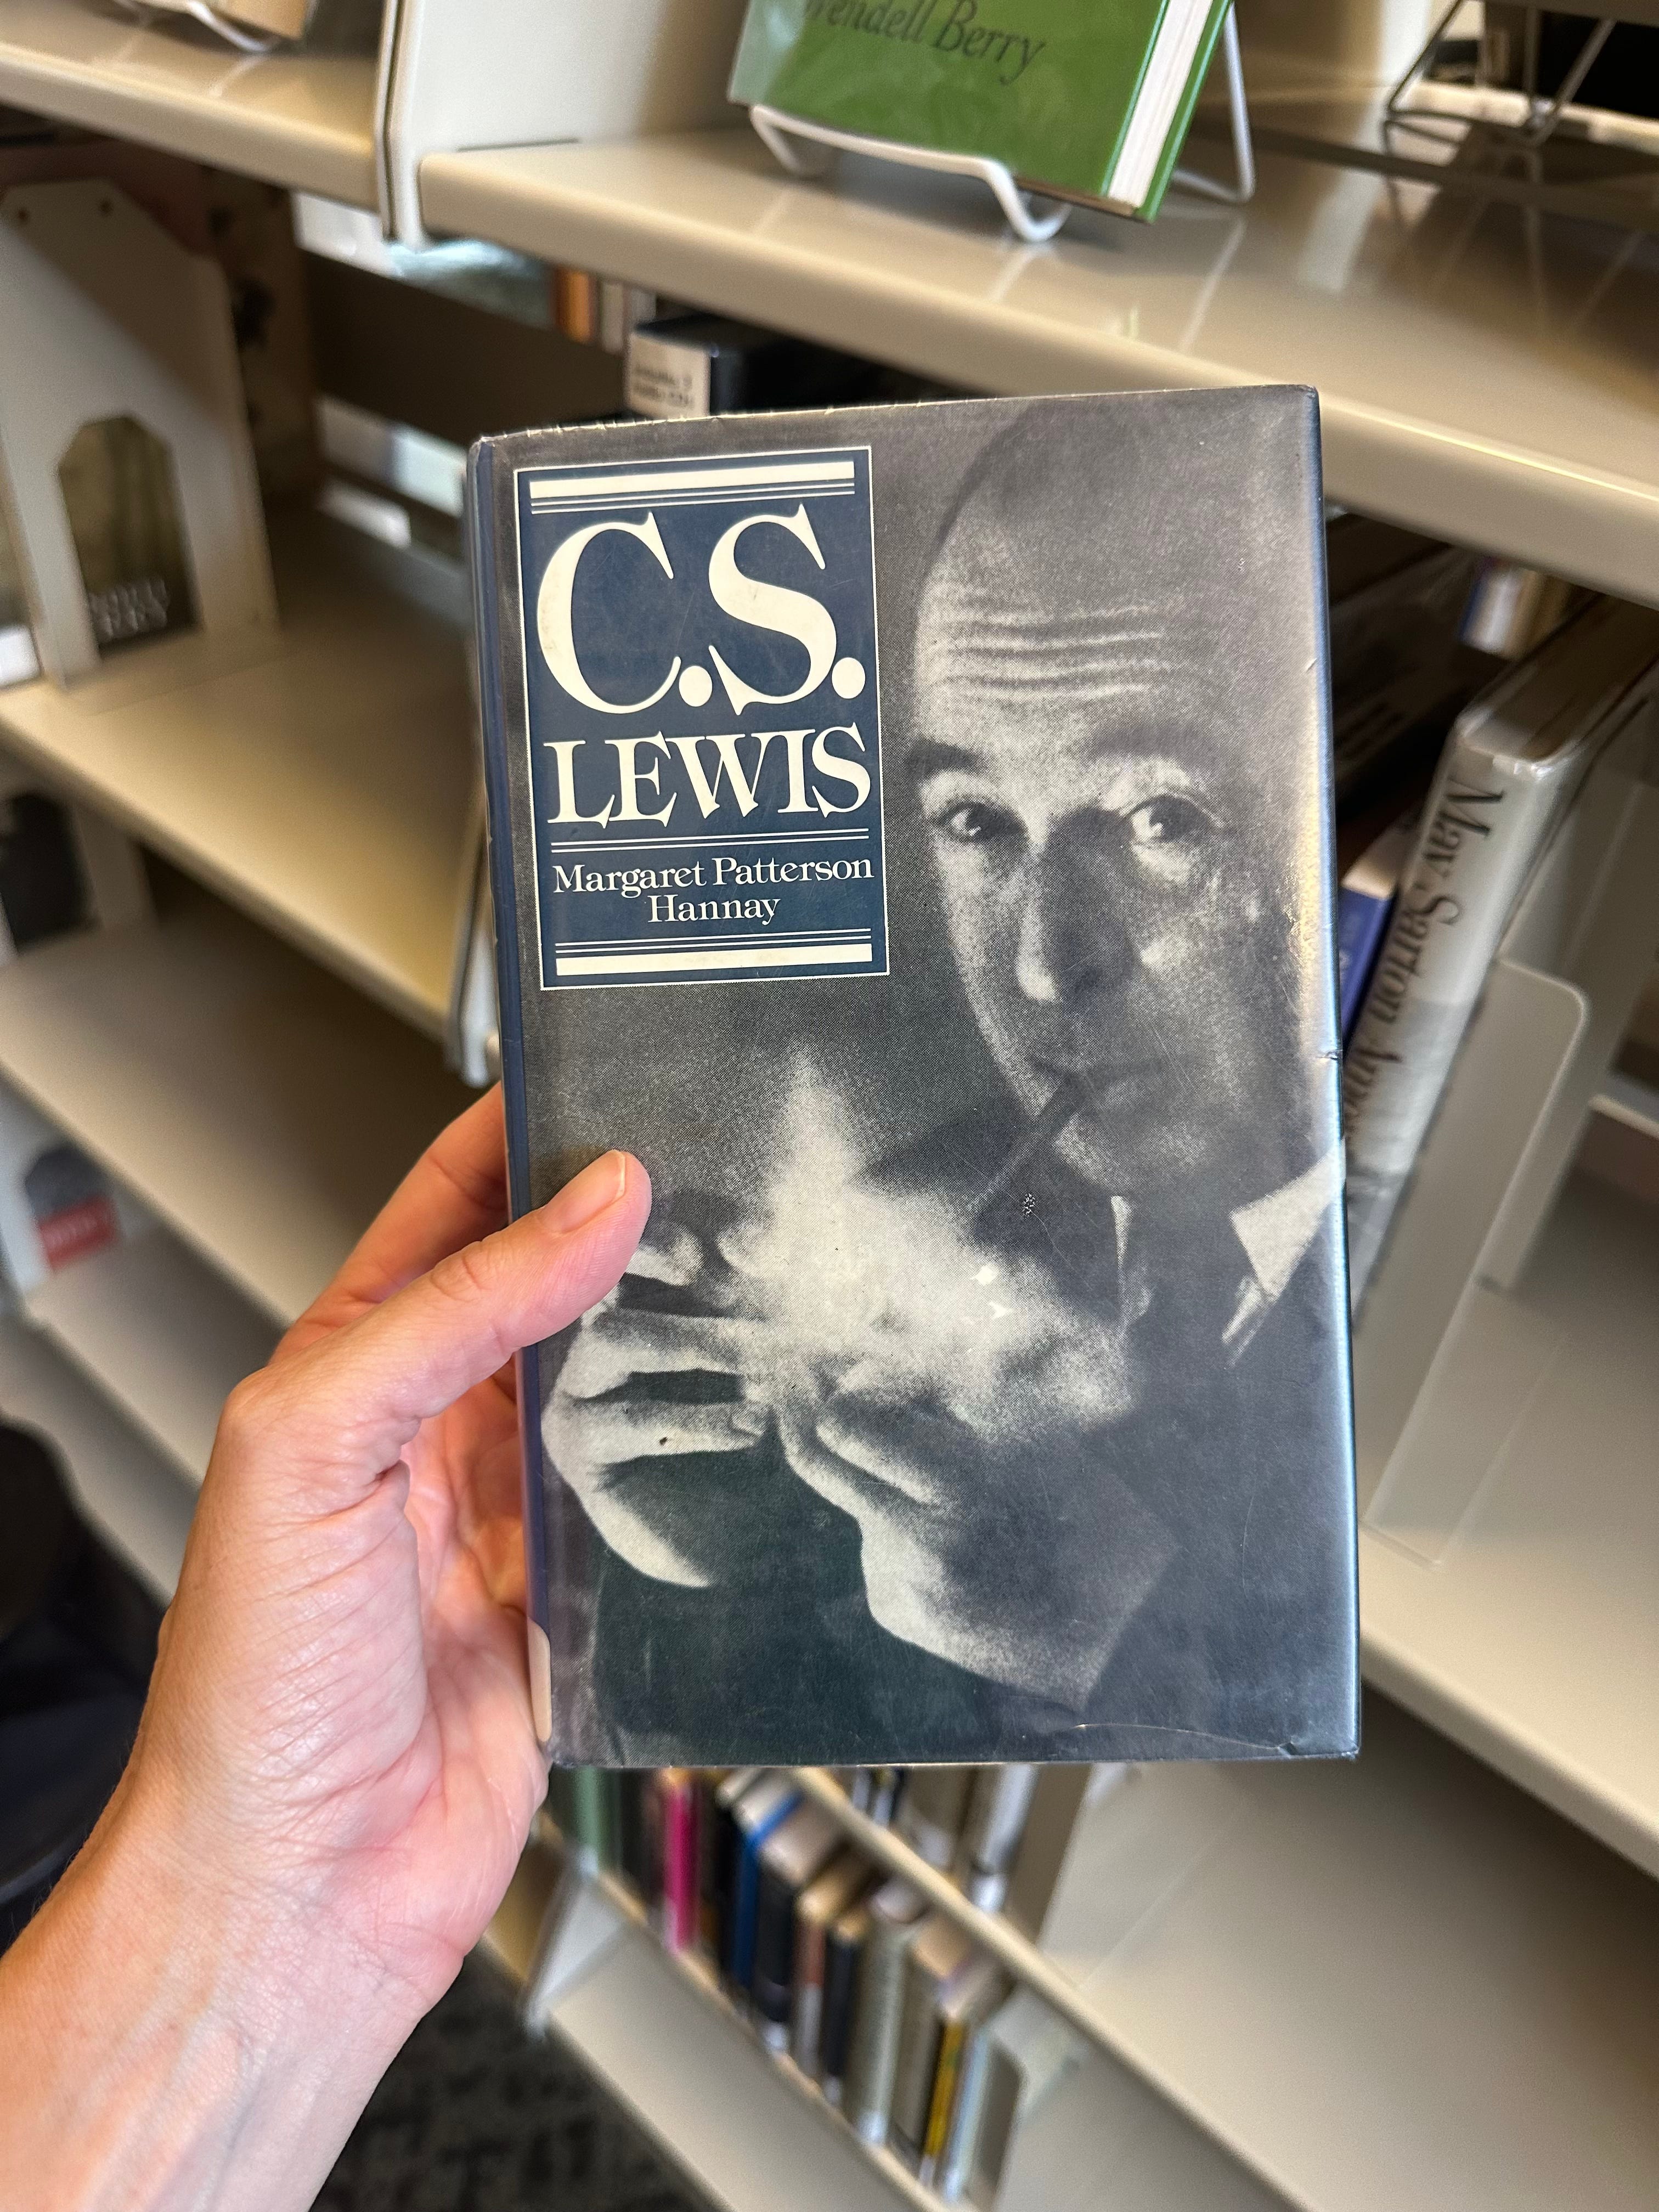 Wendell Berry
C.S.
LEWIS
Margaret Patterson
Hannay
May Sarton